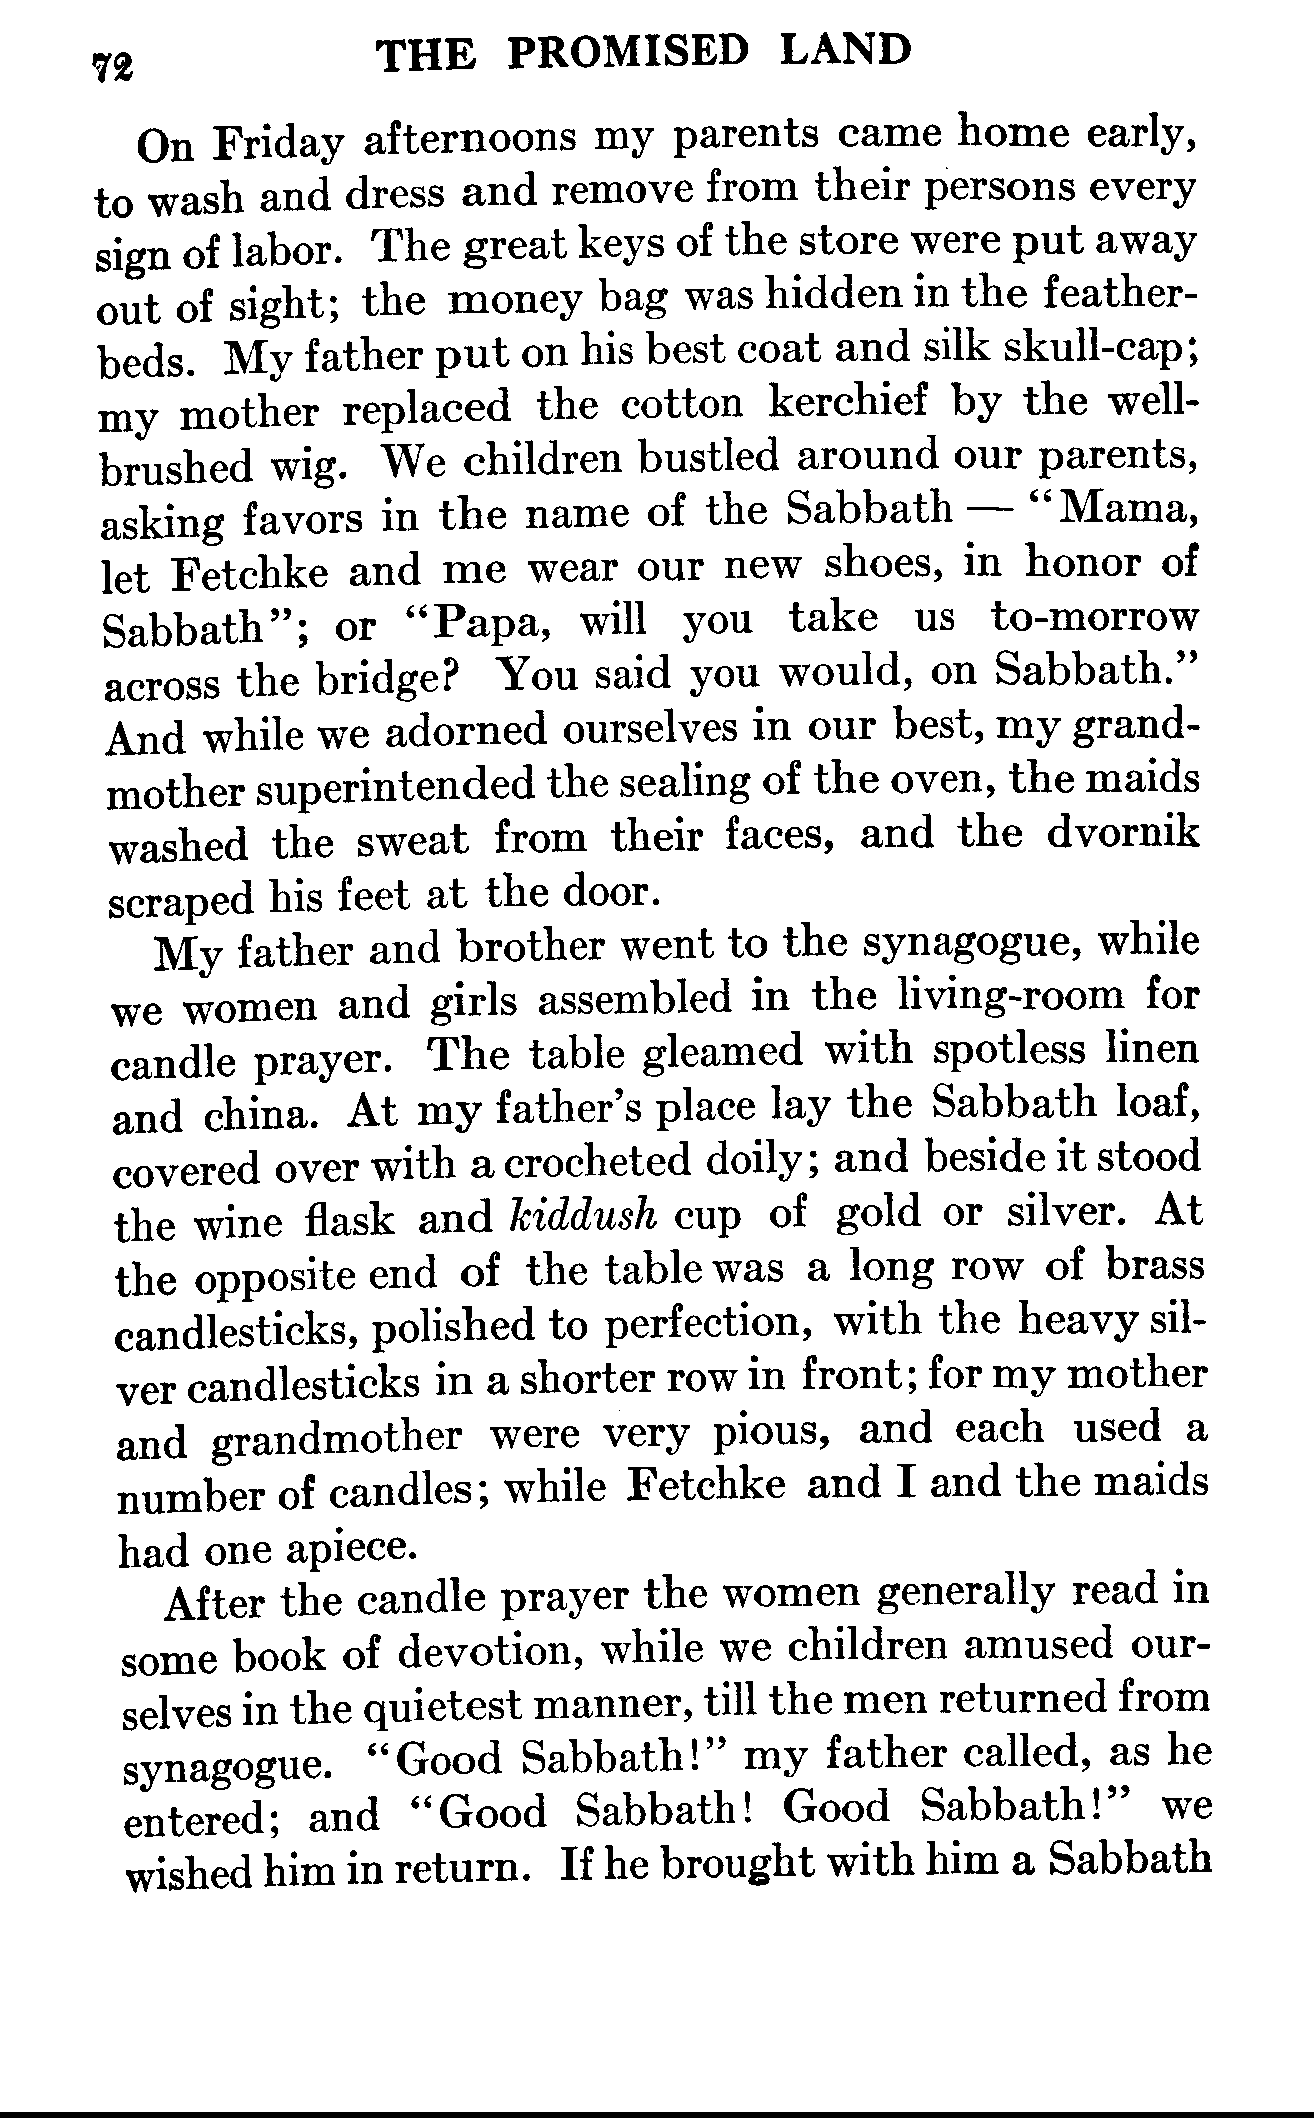 72 THE PROMISED LAND
On Friday afternoons my parents came home early,
to wash and dress and remove from their persons every
sign of labor. The great keys of the store were put away
out of sight; the money bag was hidden in the feather-
beds. My father put on his best coat and silk skull-cap;
my mother replaced the cotton kerchief by the well-
brushed wig. We children bustled around our parents,
asking favors in the name of the Sabbath — “Mama,
let Fetchke and me wear our new shoes, in honor of
Sabbath”; or “Papa, will you take us to-morrow
across the bridge? You said you would, on Sabbath.”
And while we adorned ourselves in our best, my grand-
mother superintended the sealing of the oven, the maids
washed the sweat from their faces, and the dvornik
scraped his feet at the door.
My father and brother went to the synagogue, while
we women and girls assembled in the living-room for
candle prayer. The table gleamed with spotless linen
and china. At my father’s place lay the Sabbath loaf,
covered over with a crocheted doily; and beside it stood
the wine flask and kiddush cup of gold or silver. At
the opposite end of the table was a long row of brass
candlesticks, polished to perfection, with the heavy sil-
ver candlesticks in a shorter row in front; for my mother
and grandmother were very pious, and each used a
number of candles; while Fetchke and I and the maids
had one apiece.
After the candle prayer the women generally read in
some book of devotion, while we children amused our-
selves in the quietest manner, till the men returned from
synagogue. “Good Sabbath!” my father called, as he
entered; and “Good Sabbath! Good Sabbath!” we
wished him in return. If he brought with him a Sabbath